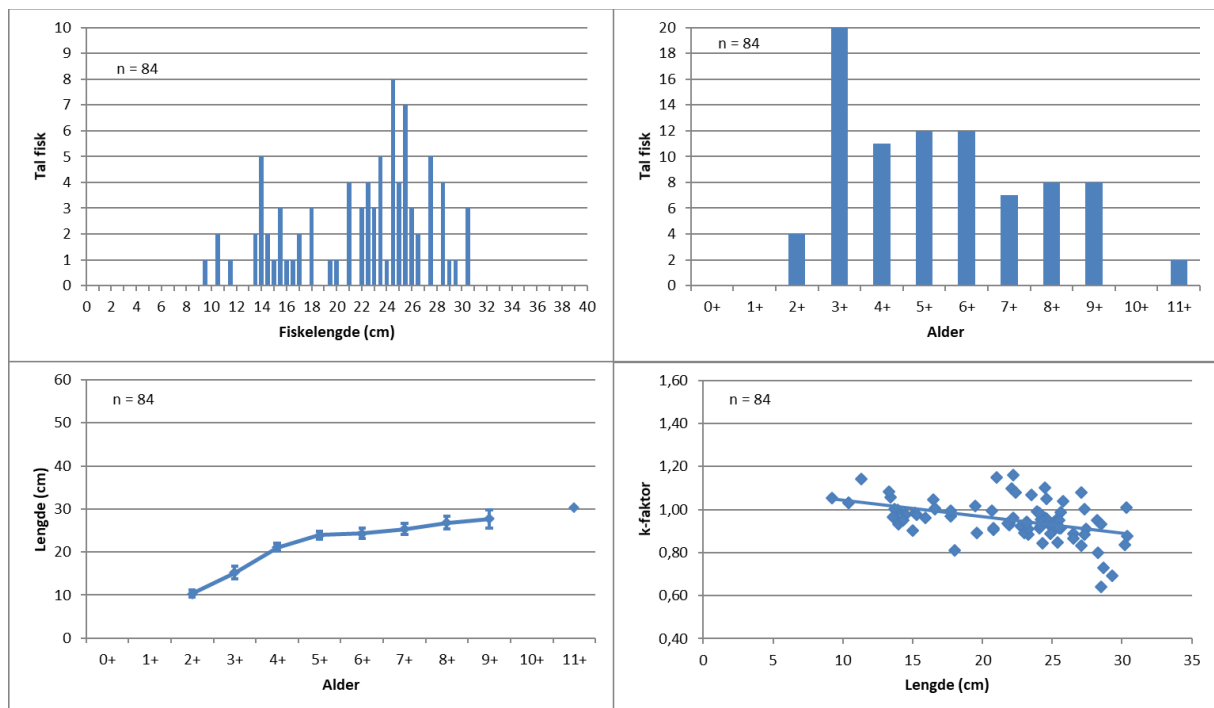 n = 84
Tal fisk
10
9
8
7
6
5
4
3
2
1
0
0 2 4 6 8 10 12 14 16 18 20 22 24 26 28 30 32 34 36 38 40
Fiskelengde (cm)
n = 84
Tal fisk
20
18
16
14
12
10
8
6
4
2
0
0+ 1+ 2+ 3+ 4+ 5+ 6+ 7+ 8+ 9+ 10+ 11+
Alder
n = 84
Lengde (cm)
60
50
40
30
20
10
0
0+ 1+ 2+ 3+ 4+ 5+ 6+ 7+ 8+ 9+ 10+ 11+
Alder
n = 84
k-faktor
1,60
1,40
1,20
1,00
0,80
0,60
0,40
0 5 10 15 20 25 30 35
Lengde (cm)